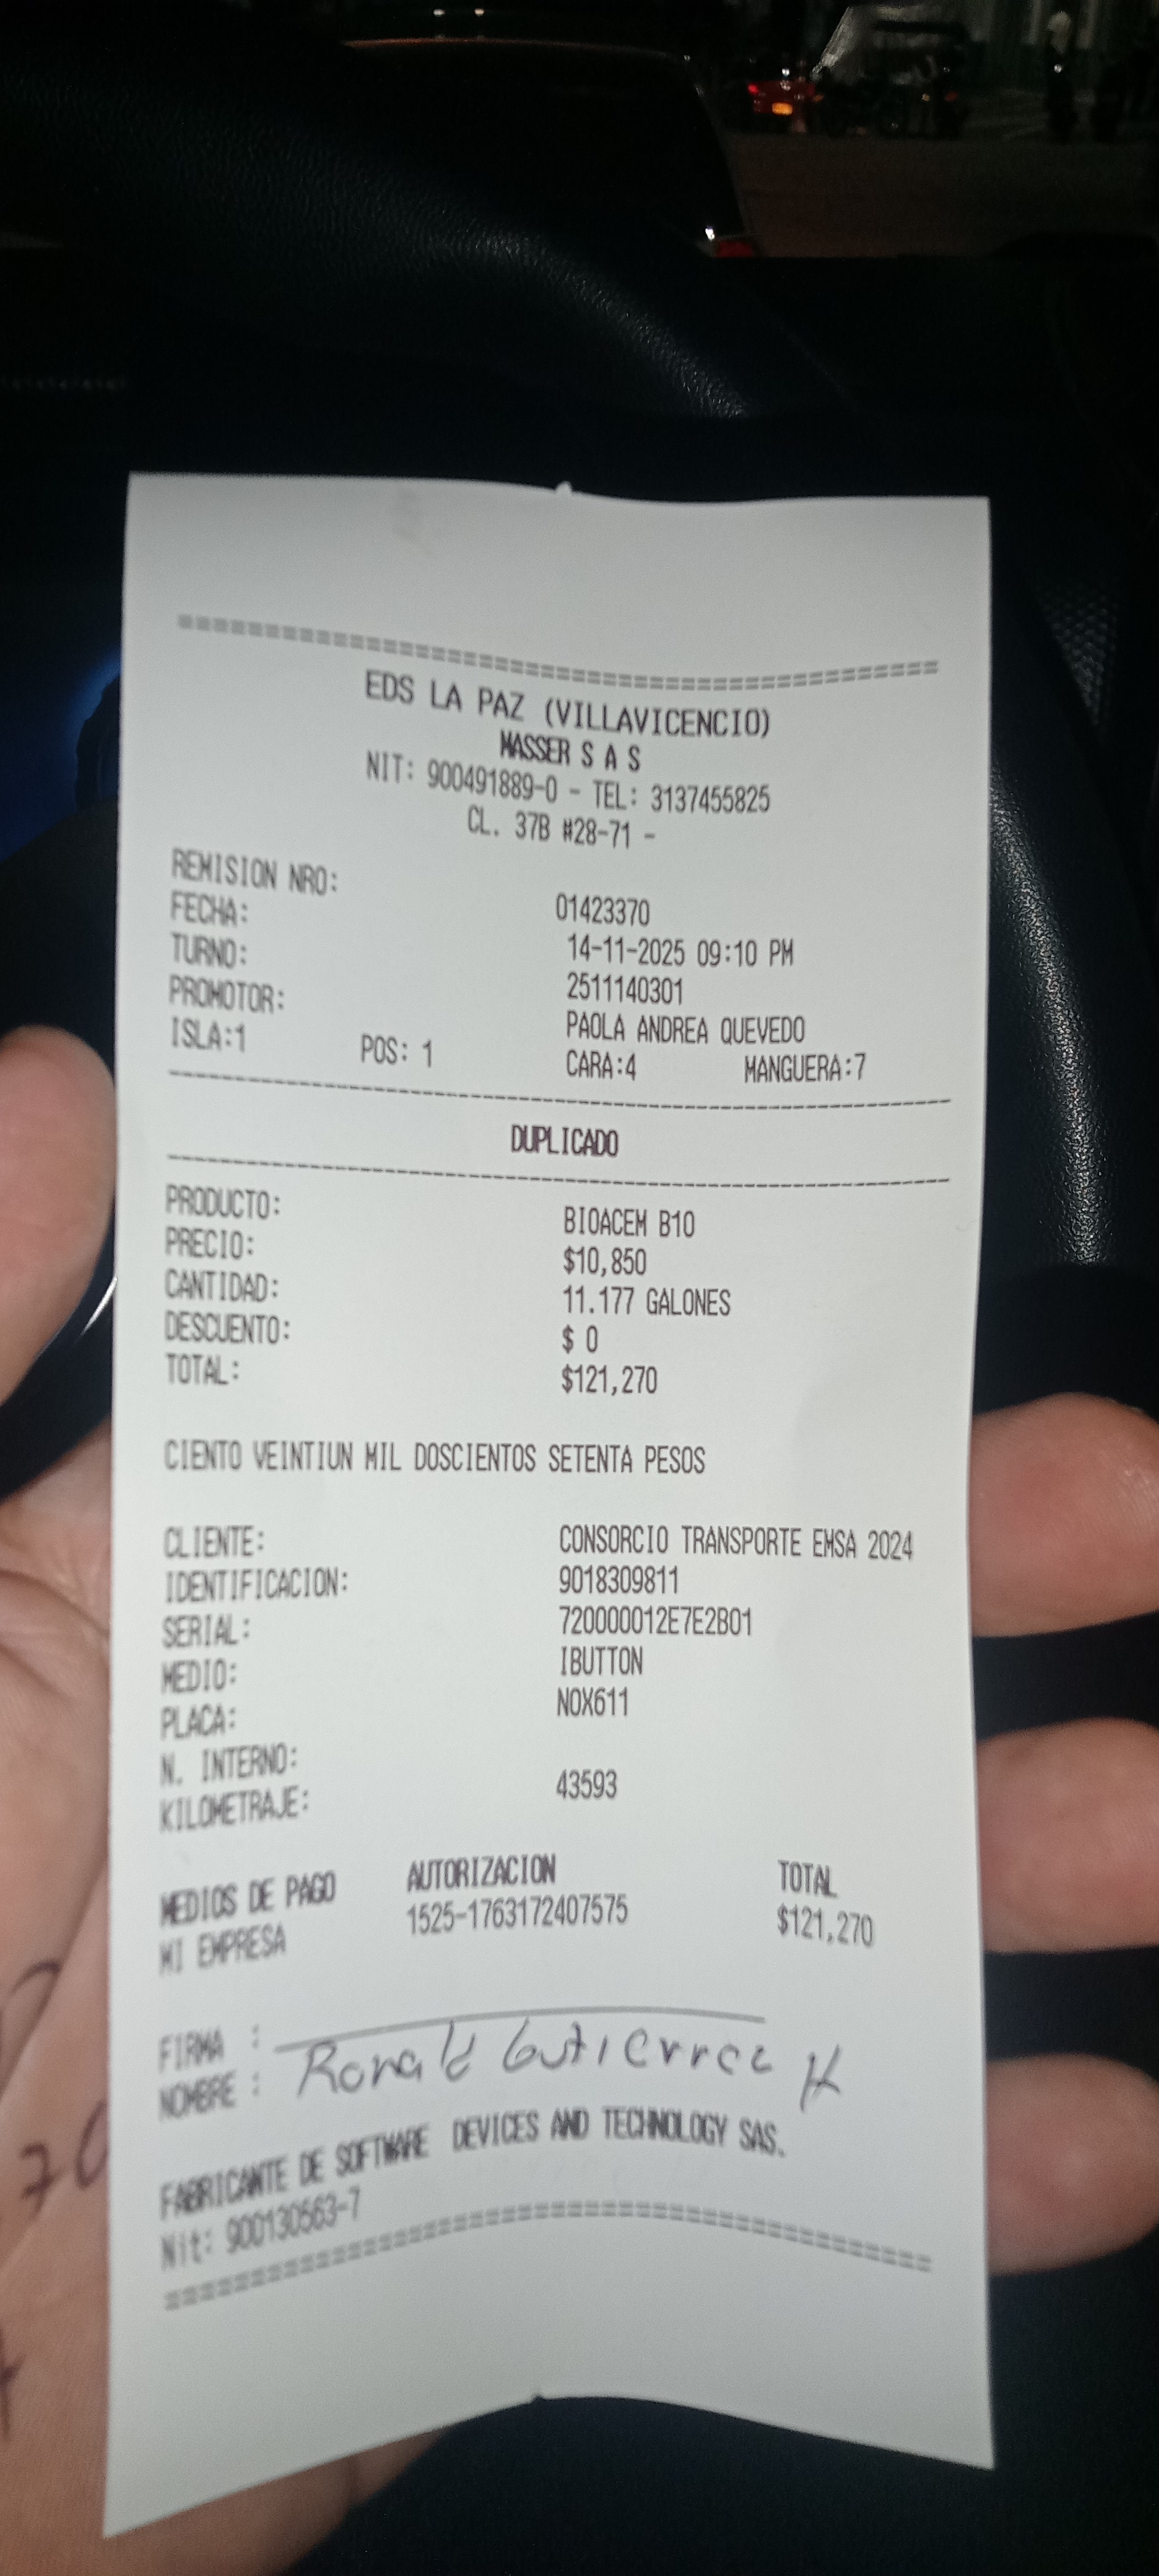 ================================================
EDS LA PAZ (VILLAVICENCIO)
MASSER S A S
NIT: 900491889-0 - TEL: 3137455825
CL. 37B #28-71 -
REMISION NRO: 01423370
FECHA: 14-11-2025 09:10 PM
TURNO: 2511140301
PROMOTOR: PAOLA ANDREA QUEVEDO
ISLA:1 POS: 1 CARA:4 MANGUERA:7
DUPLICADO
PRODUCTO: BIOACEM B10
PRECIO: $10,850
CANTIDAD: 11.177 GALONES
DESCUENTO: $ 0
TOTAL: $121,270
CIENTO VEINTIUN MIL DOSCIENTOS SETENTA PESOS
CLIENTE: CONSORCIO TRANSPORTE EMSA 2024
IDENTIFICACION: 9018309811
SERIAL: 720000012E7E2B01
MEDIO: IBUTTON
PLACA: NOX611
N. INTERNO:
KILOMETRAJE: 43593
MEDIOS DE PAGO AUTORIZACION TOTAL
MI EMPRESA 1525-1763172407575 $121,270
FIRMA :
NOMBRE : Ronald Gutierrez H
FABRICANTE DE SOFTWARE DEVICES AND TECHNOLOGY SAS.
Nit: 900130563-7
================================================